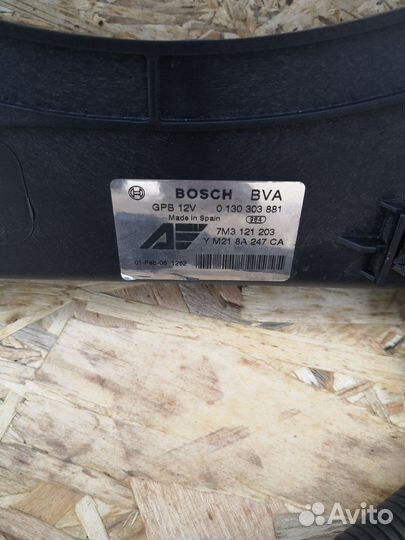 BOSCH BVA
GPB 12V 0 130 303 881
Made in Spain
7M3 121 203
YM21 8A 247 CA
01-Feb-06 1262
Avito